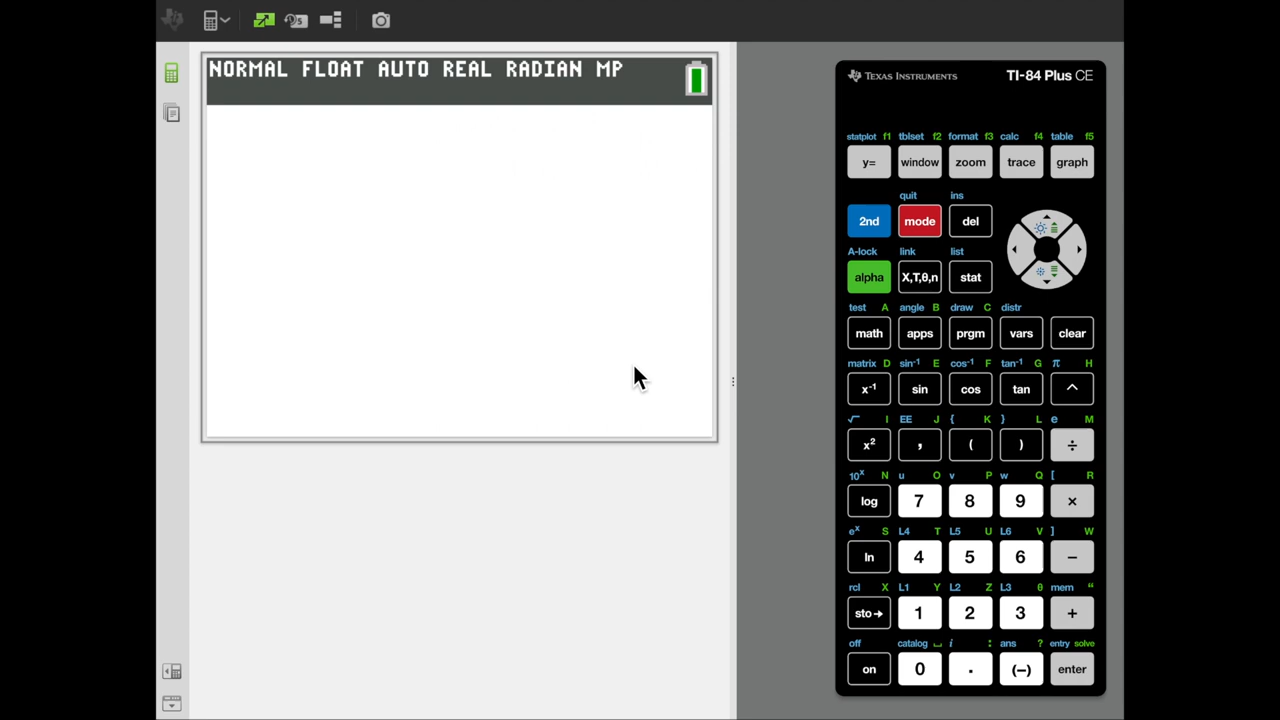 NORMAL FLOAT AUTO REAL RADIAN MP
TEXAS INSTRUMENTS TI-84 Plus CE
statplot f1 tblset f2 format f3 calc f4 table f5
y= window zoom trace graph
quit ins
2nd mode del
A-lock link list
alpha X,T,θ,n stat
test A angle B draw C distr
math apps prgm vars clear
matrix D sin⁻¹ E cos⁻¹ F tan⁻¹ G π H
x⁻¹ sin cos tan ^
√ I EE J { K } L e M
x² , ( ) ÷
10ˣ N u O v P w Q [ R
log 7 8 9 ×
eˣ S L4 T L5 U L6 V ] W
ln 4 5 6 −
rcl X L1 Y L2 Z L3 θ mem “
sto→ 1 2 3 +
off catalog ⎵ i : ans ? entry solve
on 0 . (−) enter